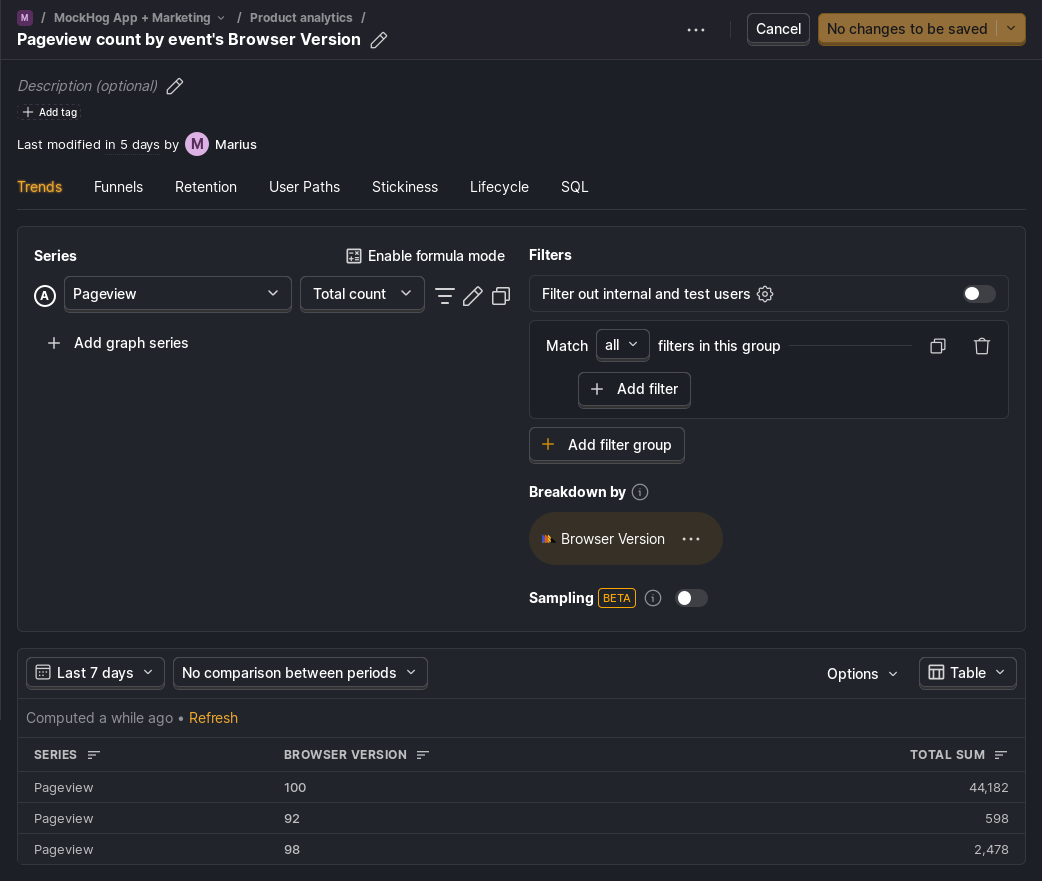 M / MockHog App + Marketing / Product analytics /
Pageview count by event's Browser Version
Cancel
No changes to be saved
Description (optional)
Add tag
Last modified in 5 days by M Marius
Trends Funnels Retention User Paths Stickiness Lifecycle SQL
Series
Enable formula mode
A Pageview Total count
Add graph series
Filters
Filter out internal and test users
Match all filters in this group
Add filter
Add filter group
Breakdown by
Browser Version
Sampling BETA
Last 7 days No comparison between periods Options Table
Computed a while ago • Refresh
SERIES BROWSER VERSION TOTAL SUM
Pageview 100 44,182
Pageview 92 598
Pageview 98 2,478